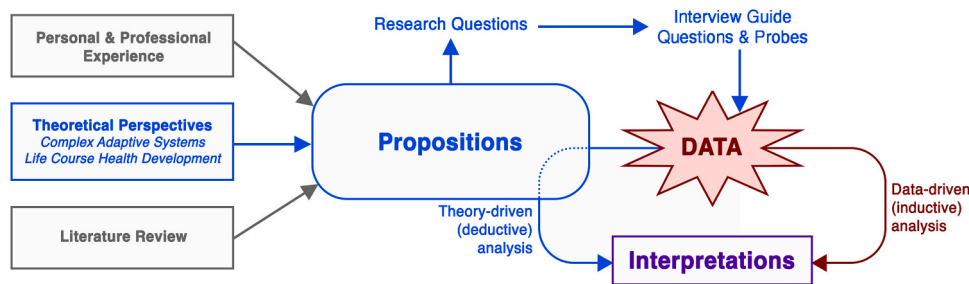 Personal & Professional
Experience
Theoretical Perspectives
Complex Adaptive Systems
Life Course Health Development
Literature Review
Propositions
Research Questions
Interview Guide
Questions & Probes
DATA
Theory-driven
(deductive)
analysis
Data-driven
(inductive)
analysis
Interpretations